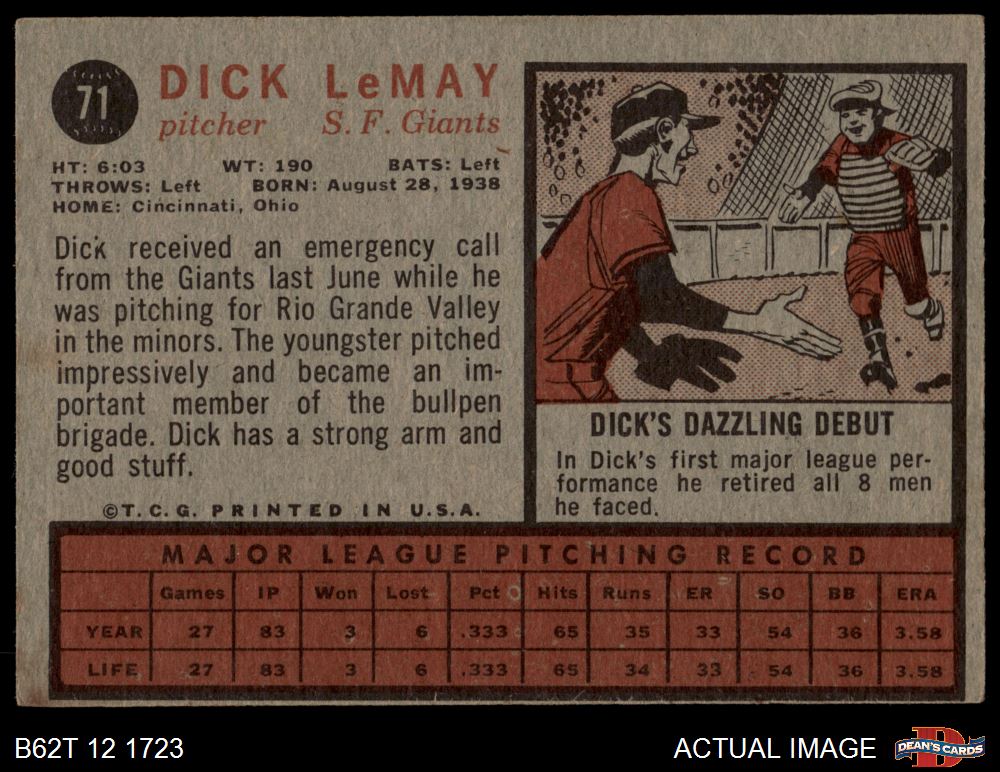 71
DICK LeMAY
pitcher S. F. Giants
HT: 6:03 WT: 190 BATS: Left
THROWS: Left BORN: August 28, 1938
HOME: Cincinnati, Ohio
Dick received an emergency call
from the Giants last June while he
was pitching for Rio Grande Valley
in the minors. The youngster pitched
impressively and became an im-
portant member of the bullpen
brigade. Dick has a strong arm and
good stuff.
©T.C.G. PRINTED IN U.S.A.
DICK'S DAZZLING DEBUT
In Dick's first major league per-
formance he retired all 8 men
he faced.
MAJOR LEAGUE PITCHING RECORD
Games IP Won Lost Pct Hits Runs ER SO BB ERA
YEAR 27 83 3 6 .333 65 35 33 54 36 3.58
LIFE 27 83 3 6 .333 65 34 33 54 36 3.58
B62T 12 1723
ACTUAL IMAGE
D
DEAN'S CARDS